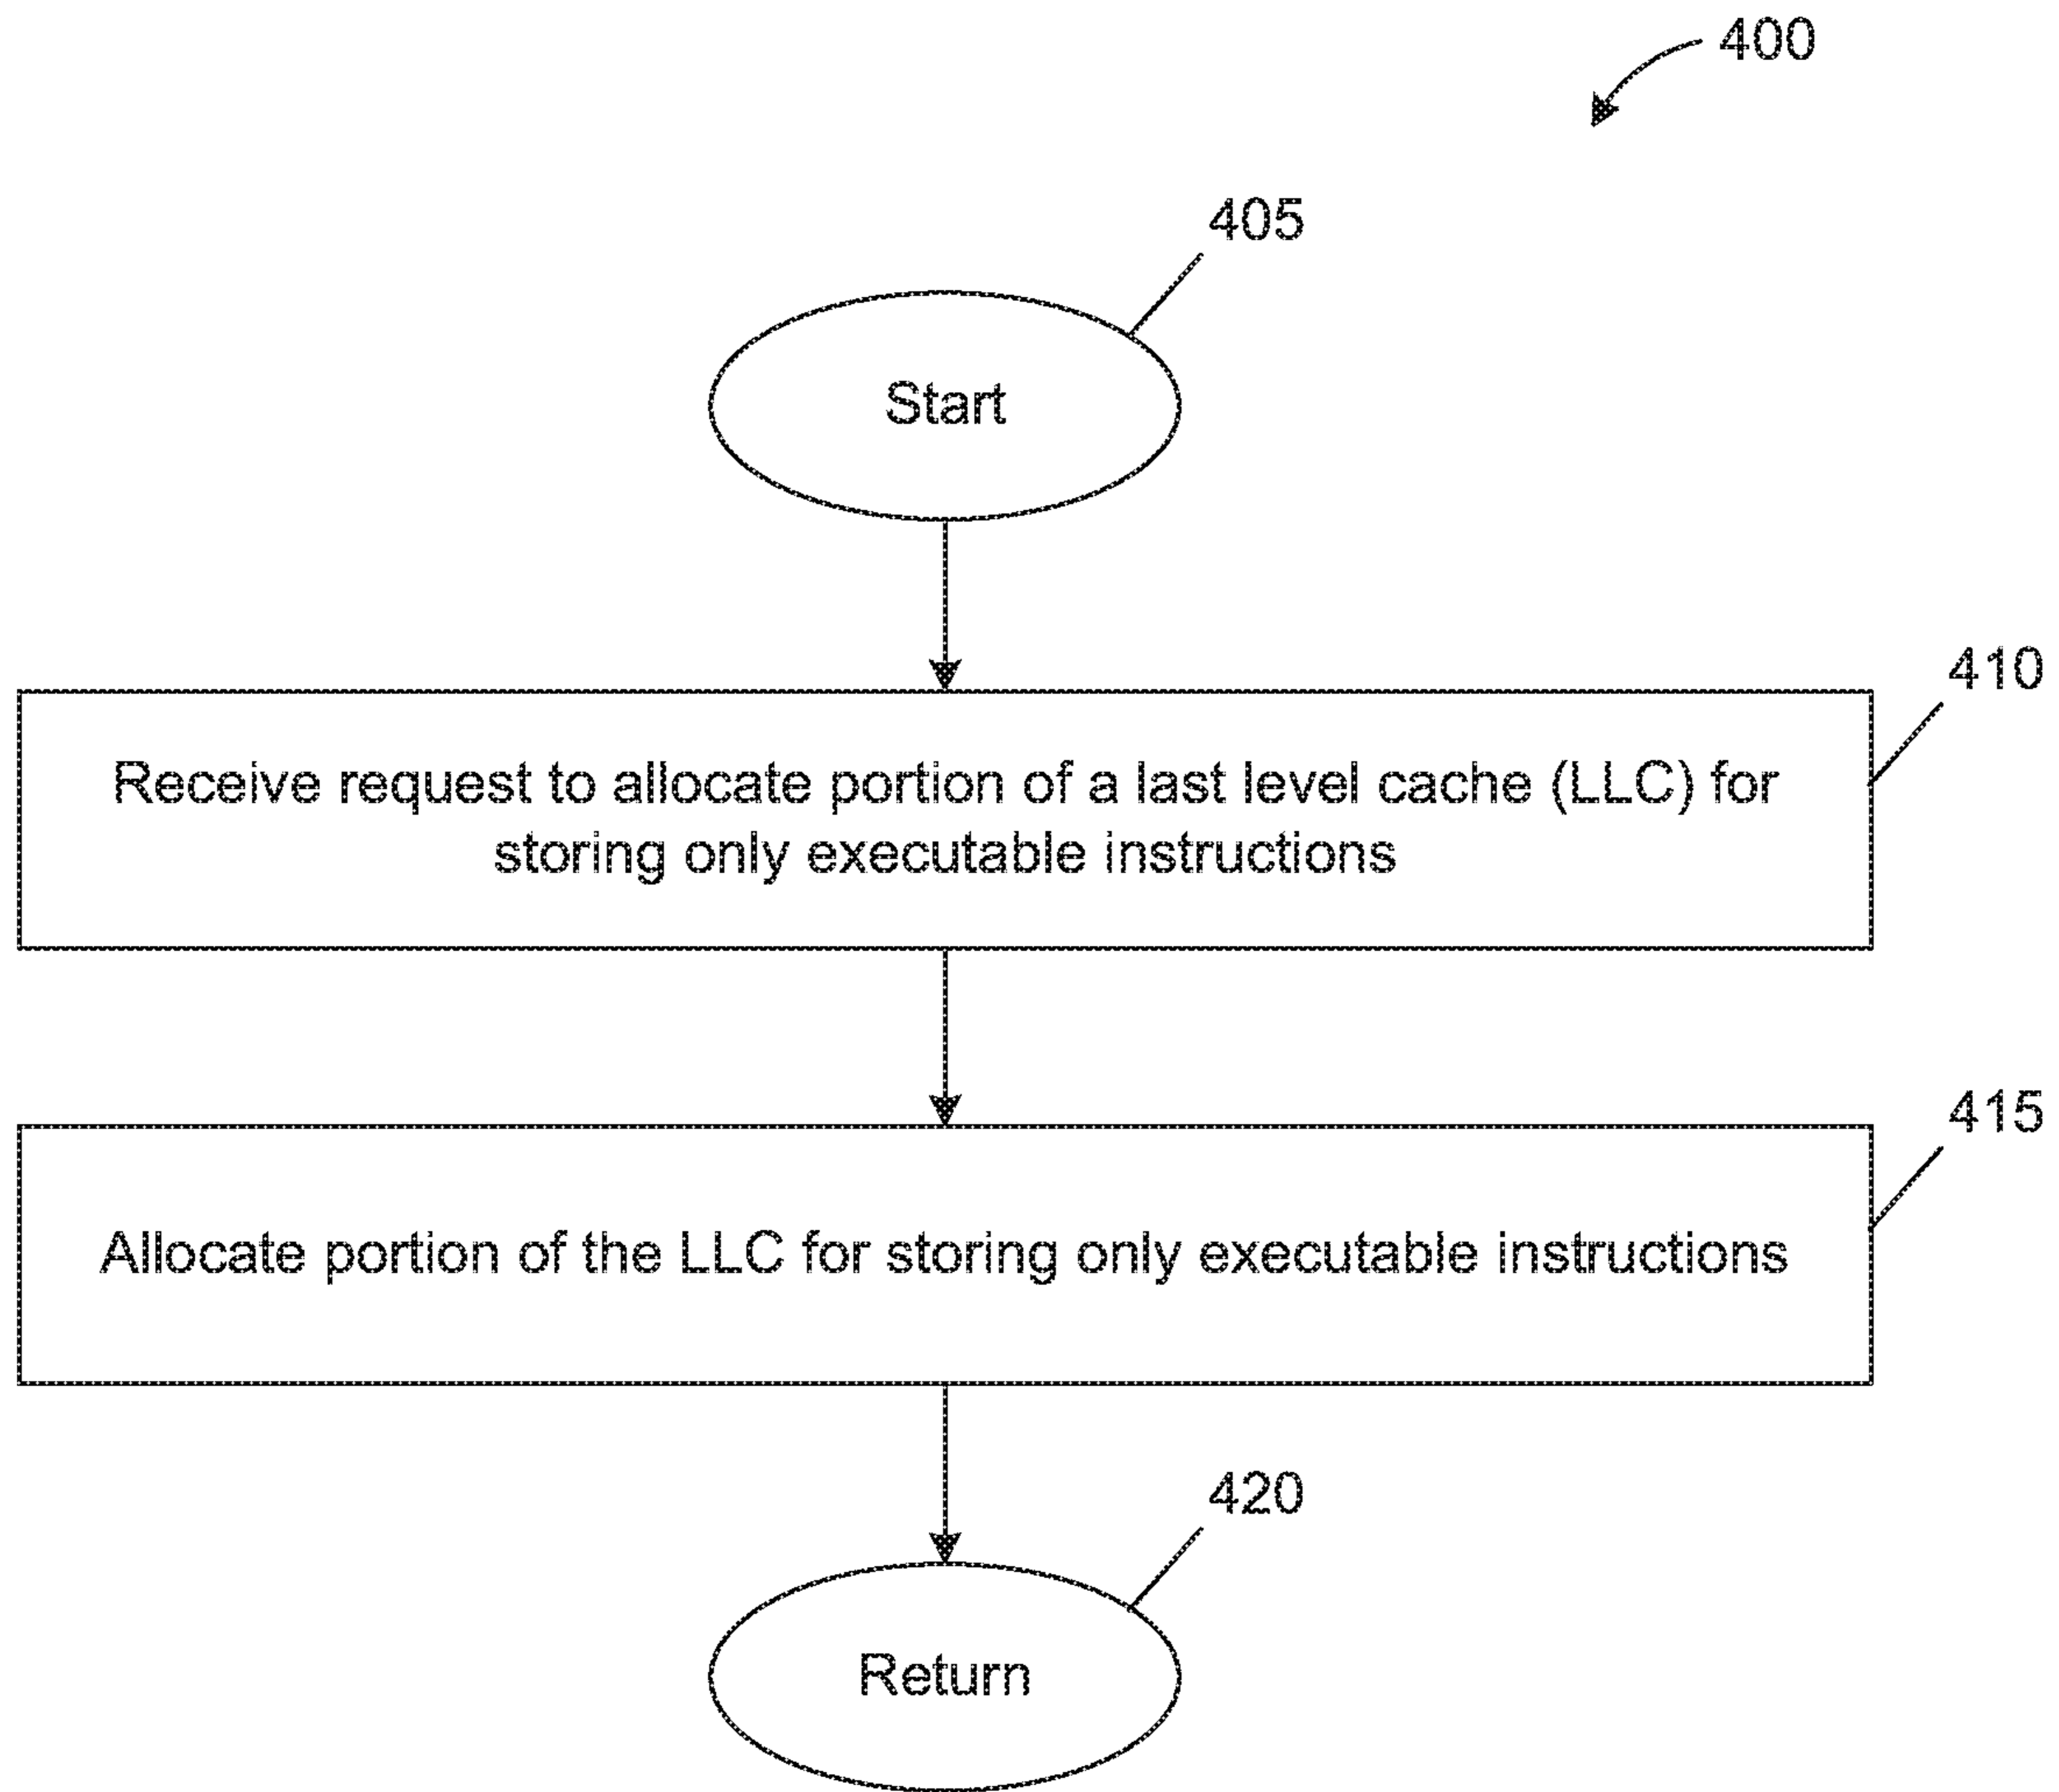 400
405
Start
410
Receive request to allocate portion of a last level cache (LLC) for
storing only executable instructions
415
Allocate portion of the LLC for storing only executable instructions
420
Return